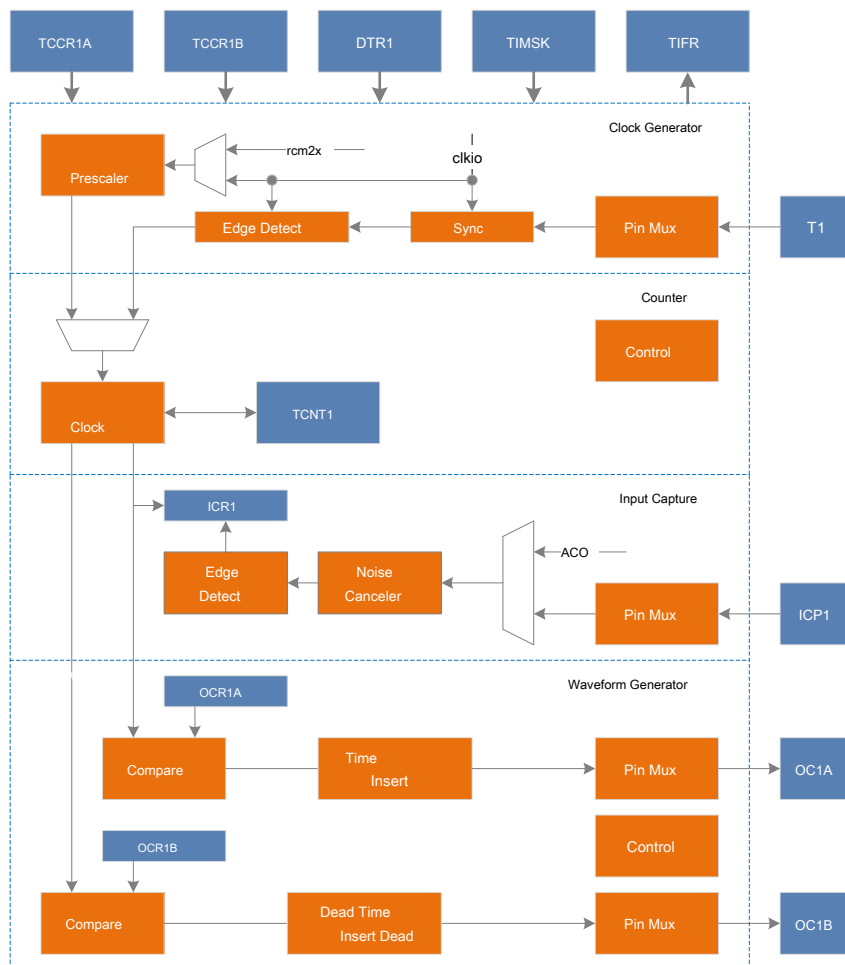 TCCR1A
TCCR1B
DTR1
TIMSK
TIFR
Clock Generator
rcm2x
clkio
Prescaler
Edge Detect
Sync
Pin Mux
T1
Counter
Control
Clock
TCNT1
Input Capture
ICR1
ACO
Edge
Detect
Noise
Canceler
Pin Mux
ICP1
Waveform Generator
OCR1A
Compare
Time
Insert
Pin Mux
OC1A
OCR1B
Control
Compare
Dead Time
Insert Dead
Pin Mux
OC1B